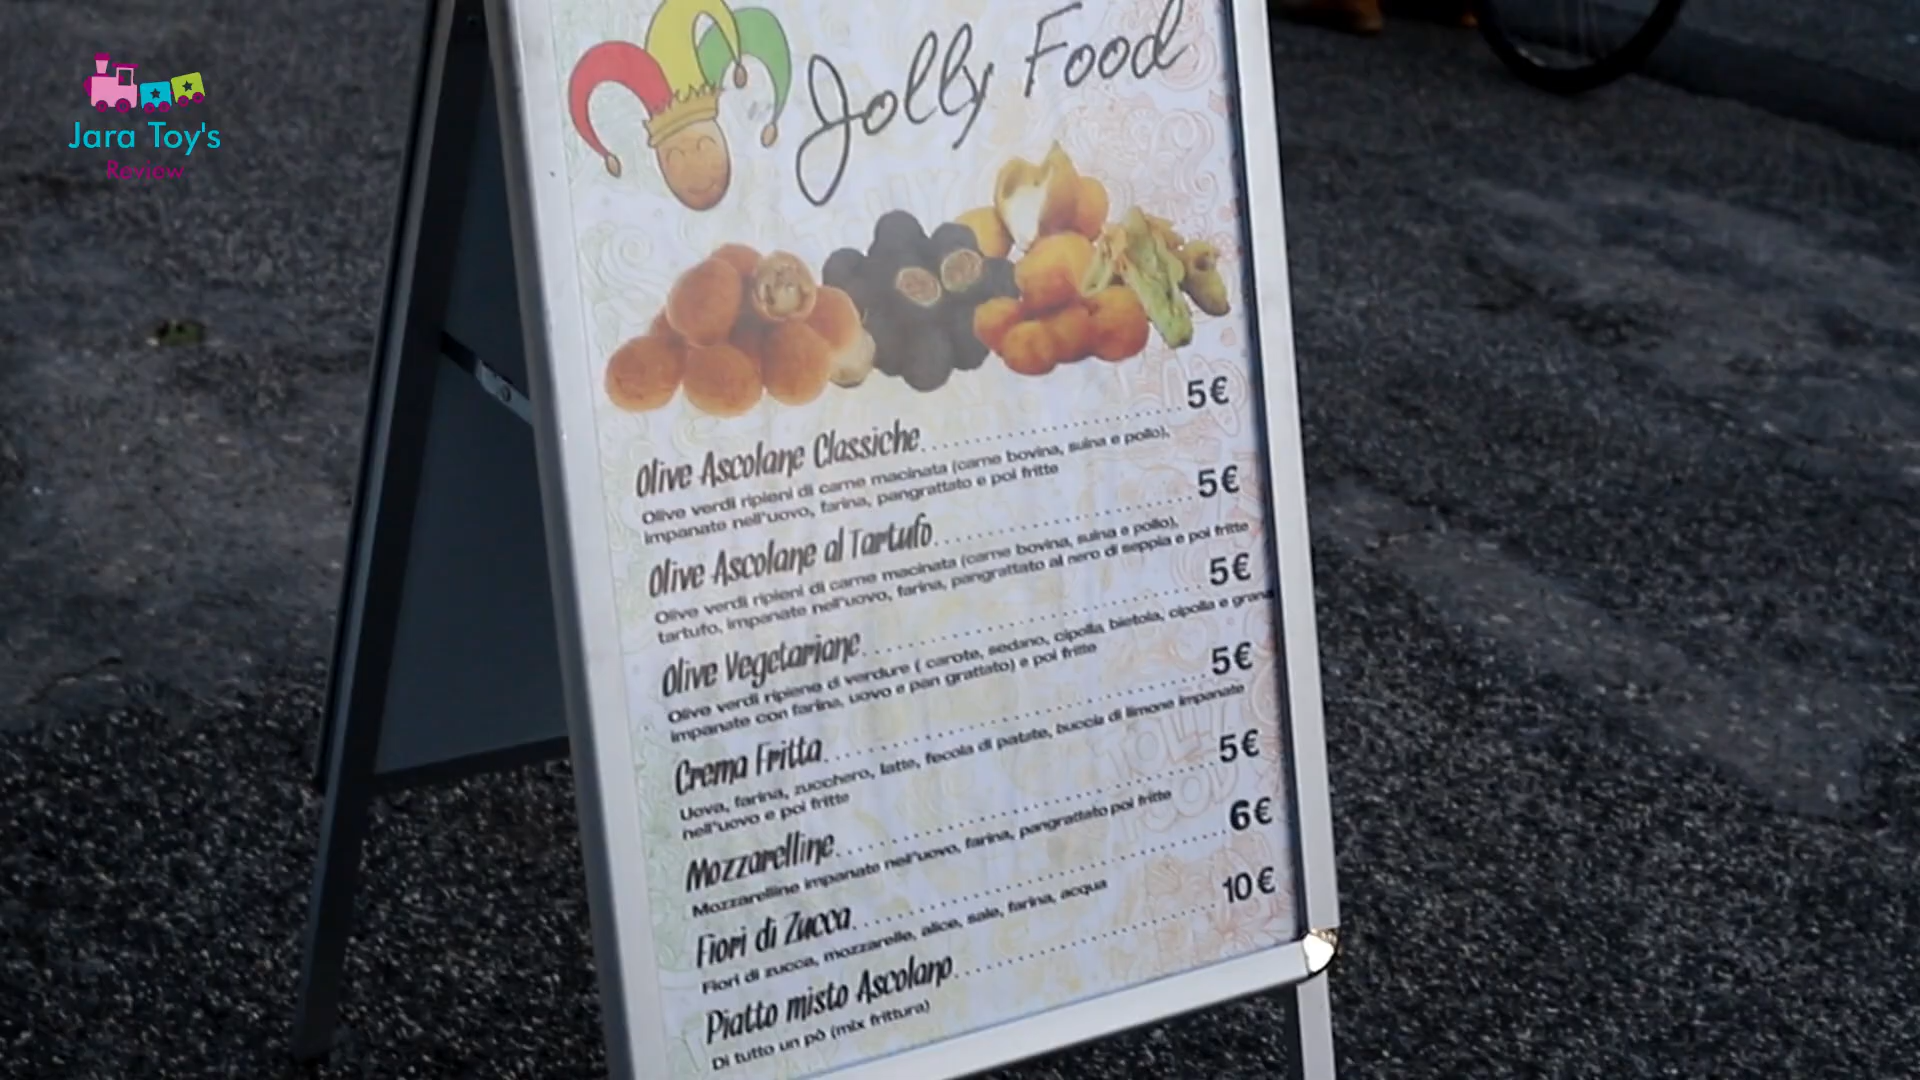 Jara Toy's
Review
Jolly Food
Olive Ascolane Classiche.......................... 5€
Olive verdi ripieni di carne macinata (carne bovina, suina e pollo),
impanate nell'uovo, farina, pangrattato e poi fritte
Olive Ascolane al Tartufo.......................... 5€
Olive verdi ripieni di carne macinata (carne bovina, suina e pollo),
tartufo, impanate nell'uovo, farina, pangrattato al nero di seppia e poi fritte
Olive Vegetariane.......................... 5€
Olive verdi ripiene di verdure ( carote, sedano, cipolla, bietola, cipolla e grana
impanate con farina, uovo e pan grattato) e poi fritte
Crema Fritta.......................... 5€
Uova, farina, zucchero, latte, fecola di patate, buccia di limone impanate
nell'uovo e poi fritte
Mozzarelline.......................... 5€
Mozzarelline impanate nell'uovo, farina, pangrattato poi fritte
Fiori di Zucca.......................... 6€
Fiori di zucca, mozzarelle, alice, sale, farina, acqua
Piatto misto Ascolano.......................... 10€
Di tutto un pò (mix frittura)